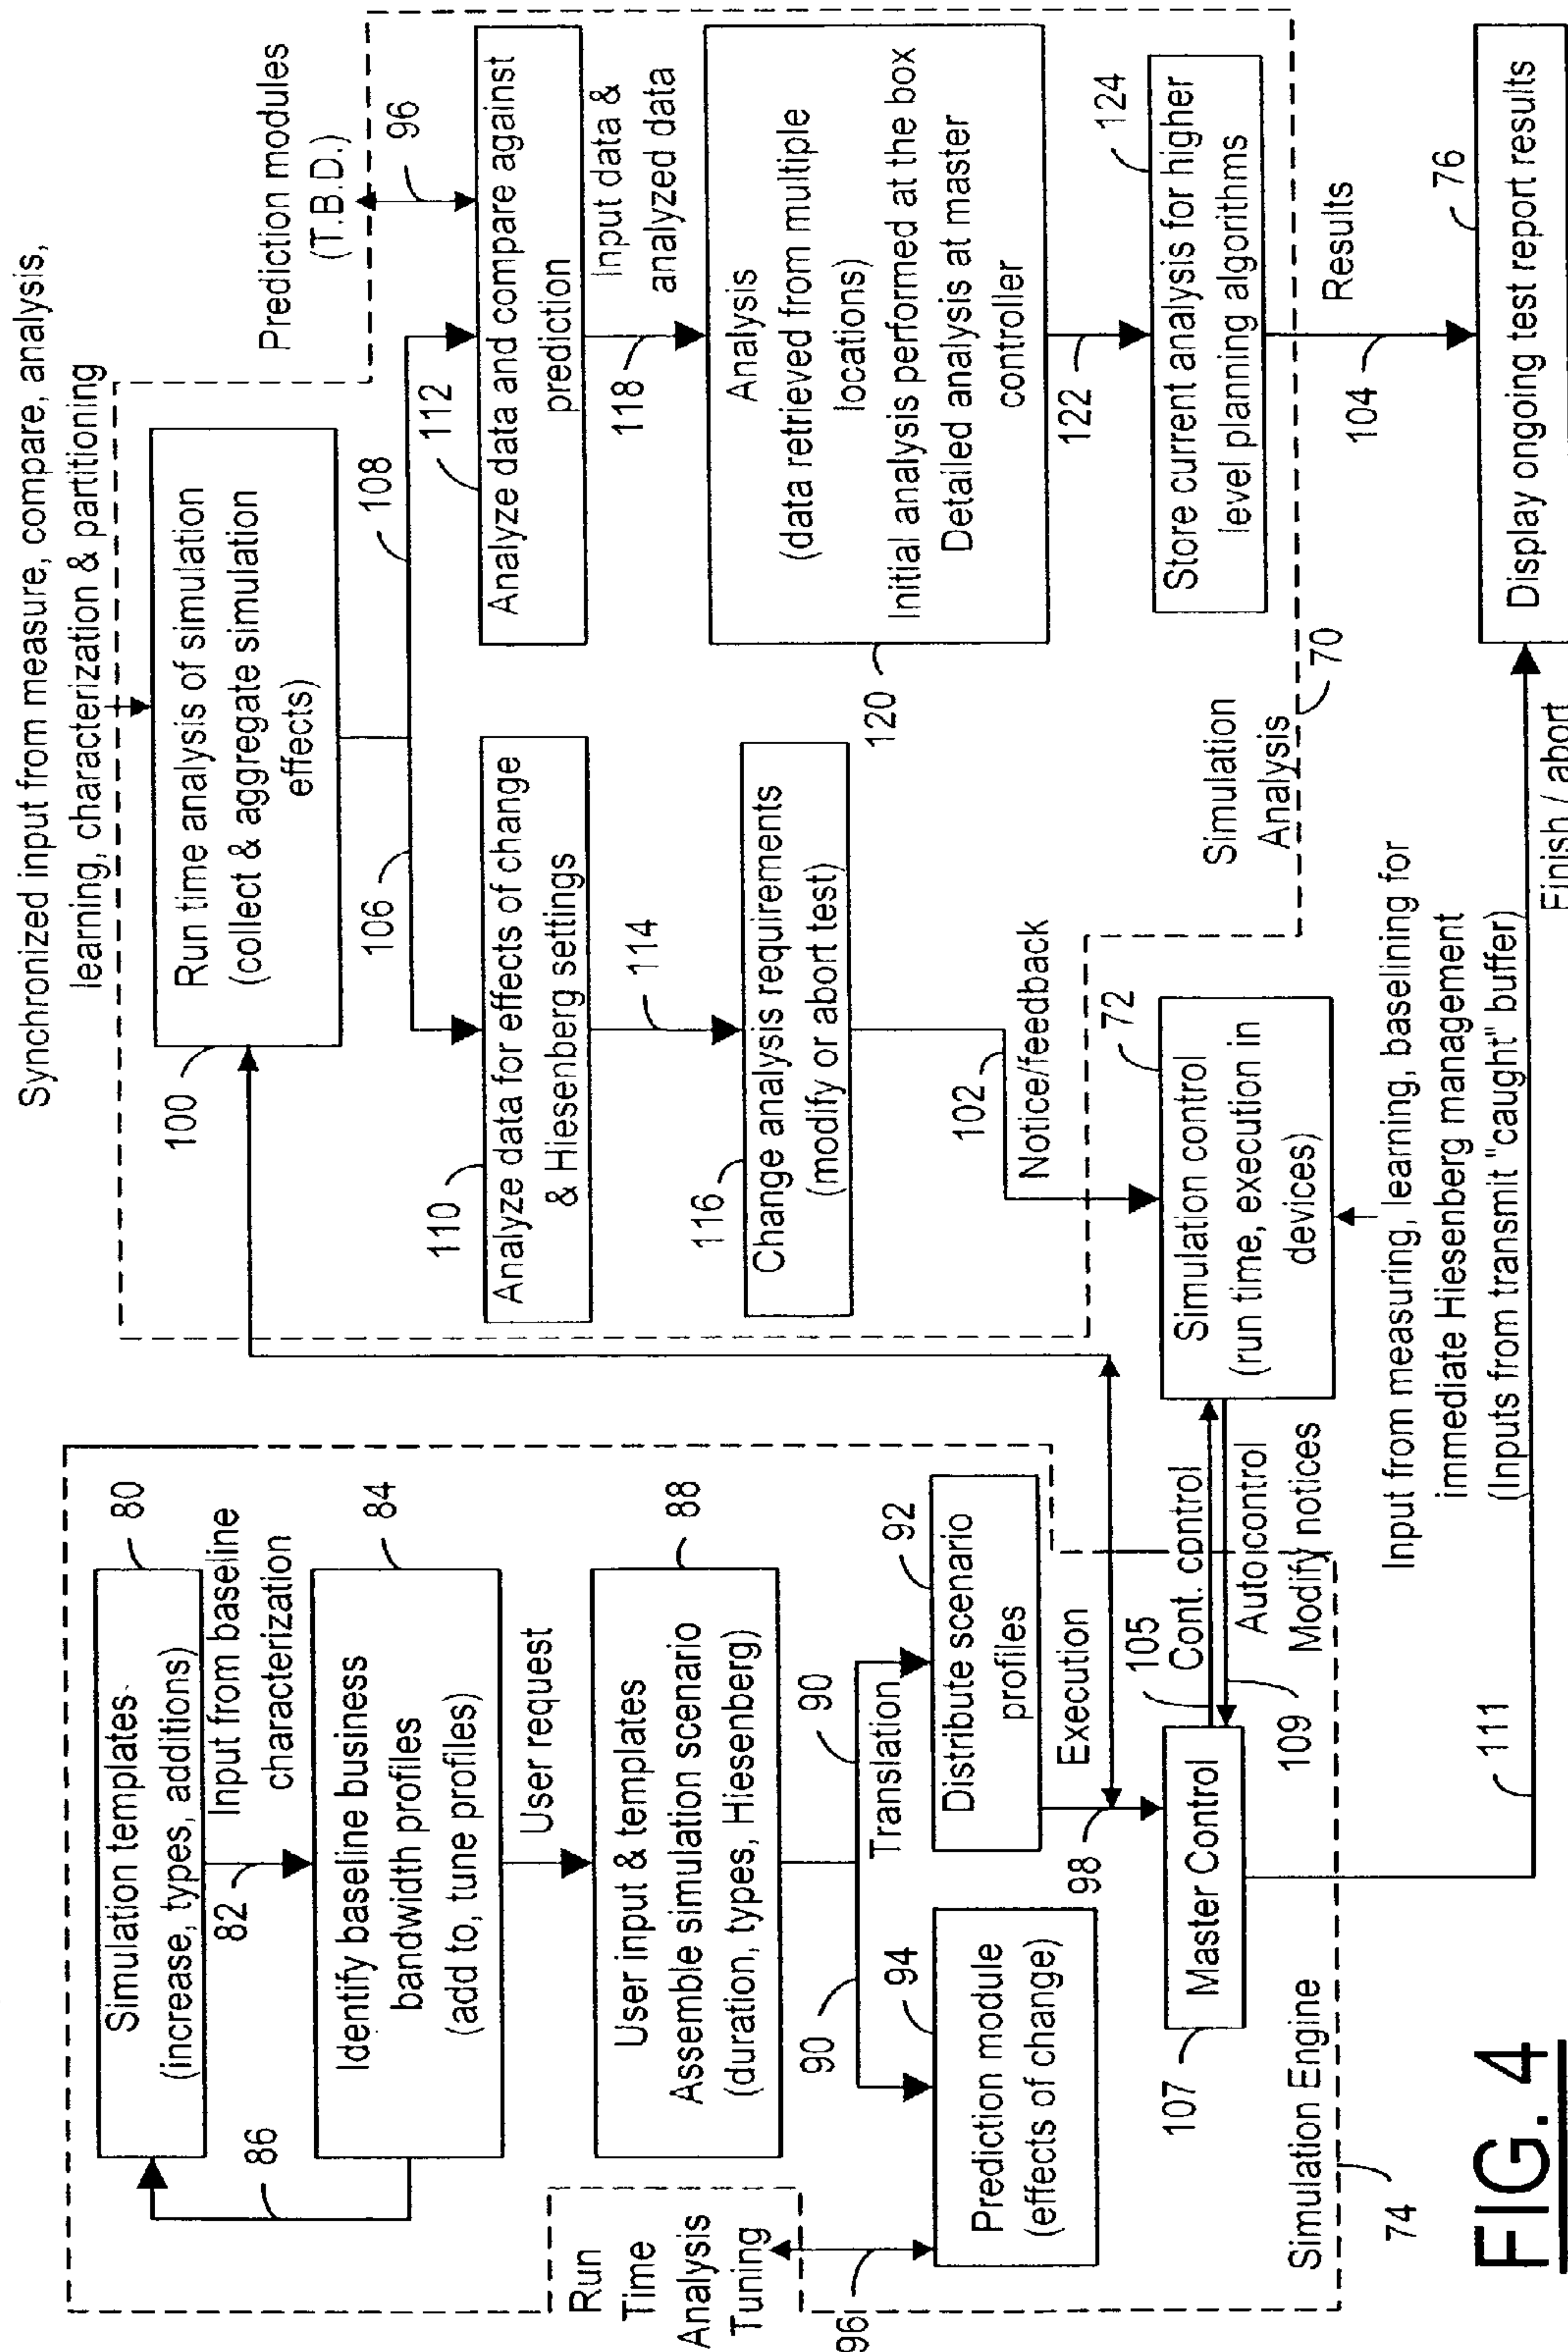 Synchronized input from measure, compare, analysis,
learning, characterization & partitioning
Prediction modules
(T.B.D.)
96
Run time analysis of simulation
(collect & aggregate simulation
effects)
100
106
108
110
Analyze data for effects of change
& Hiesenberg settings
112
Analyze data and compare against
prediction
114
118
Input data &
analyzed data
116
Change analysis requirements
(modify or abort test)
Analysis
(data retrieved from multiple
locations)
Initial analysis performed at the box
Detailed analysis at master
controller
120
122
102
Notice/feedback
Store current analysis for higher
level planning algorithms
124
Simulation
Analysis
70
Results
104
Simulation control
(run time, execution in
devices)
72
Input from measuring, learning, baselining for
immediate Hiesenberg management
(Inputs from transmit "caught" buffer)
Display ongoing test report results
76
Finish / abort
Simulation templates-
(increase, types, additions)
80
82
Input from baseline
characterization
Identify baseline business
bandwidth profiles
(add to, tune profiles)
84
86
User request
User input & templates
Assemble simulation scenario
(duration, types, Hiesenberg)
88
90
90
Translation
Run
Time
Analysis
Tuning
96
Prediction module
(effects of change)
94
Distribute scenario
profiles
92
Execution
98
Master Control
107
105
Cont. control
Autocontrol
Modify notices
109
111
Simulation Engine
74
FIG. 4